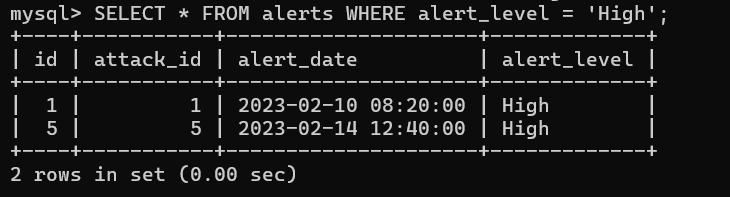 mysql> SELECT * FROM alerts WHERE alert_level = 'High';
+----+-----------+---------------------+-------------+
| id | attack_id | alert_date          | alert_level |
+----+-----------+---------------------+-------------+
|  1 |         1 | 2023-02-10 08:20:00 | High        |
|  5 |         5 | 2023-02-14 12:40:00 | High        |
+----+-----------+---------------------+-------------+
2 rows in set (0.00 sec)